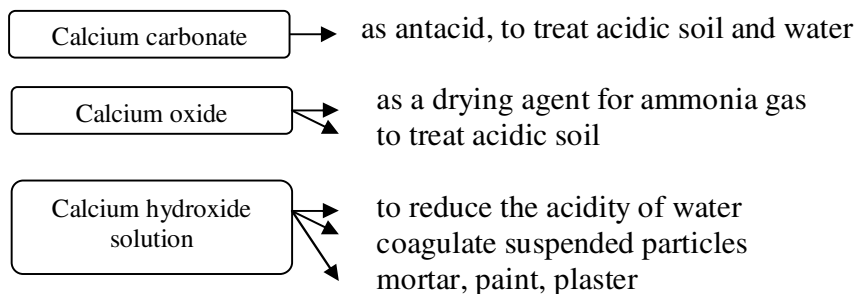 Calcium carbonate
as antacid, to treat acidic soil and water
Calcium oxide
as a drying agent for ammonia gas
to treat acidic soil
Calcium hydroxide
solution
to reduce the acidity of water
coagulate suspended particles
mortar, paint, plaster